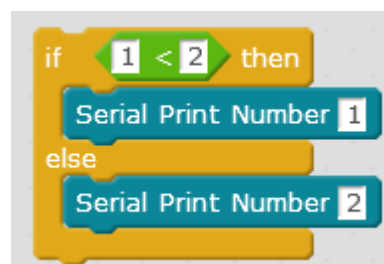 if 1 < 2 then
Serial Print Number 1
else
Serial Print Number 2